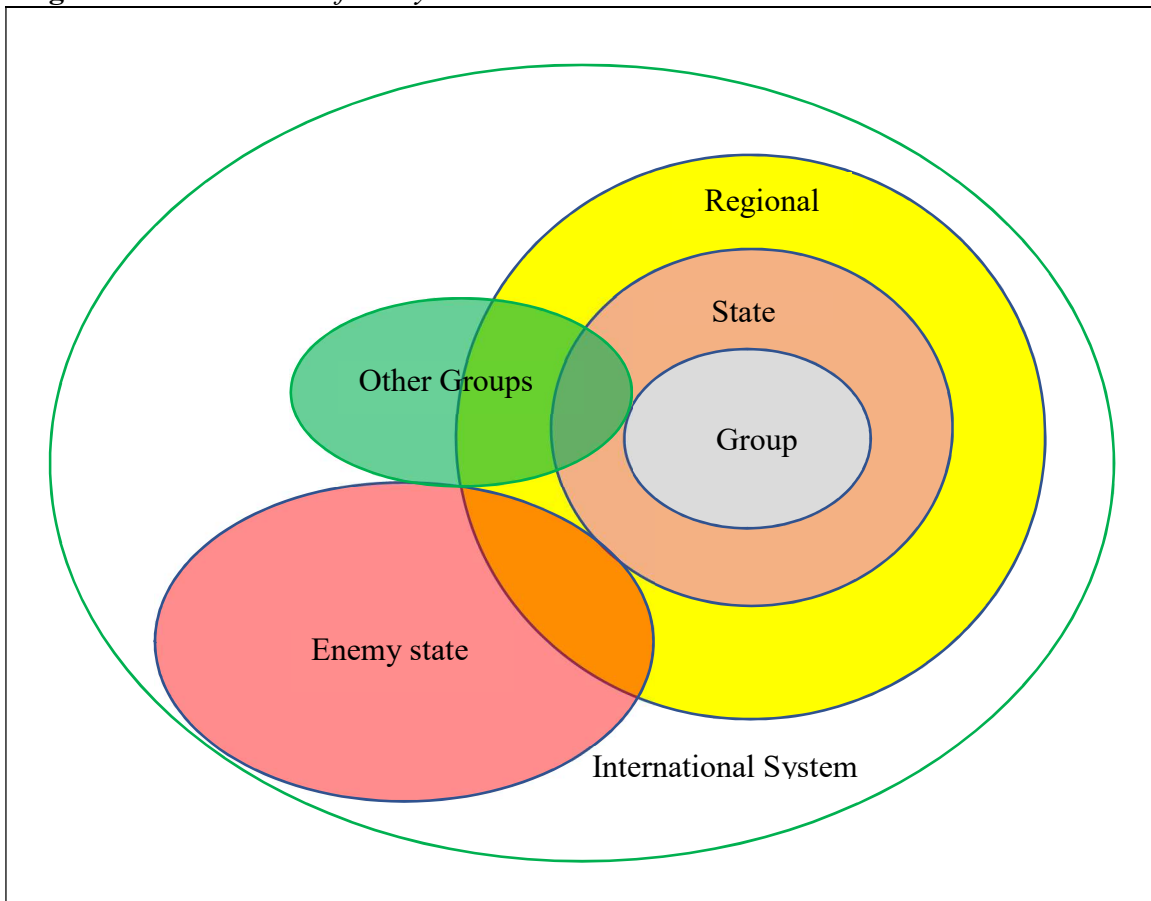 Regional
State
Other Groups
Group
Enemy state
International System